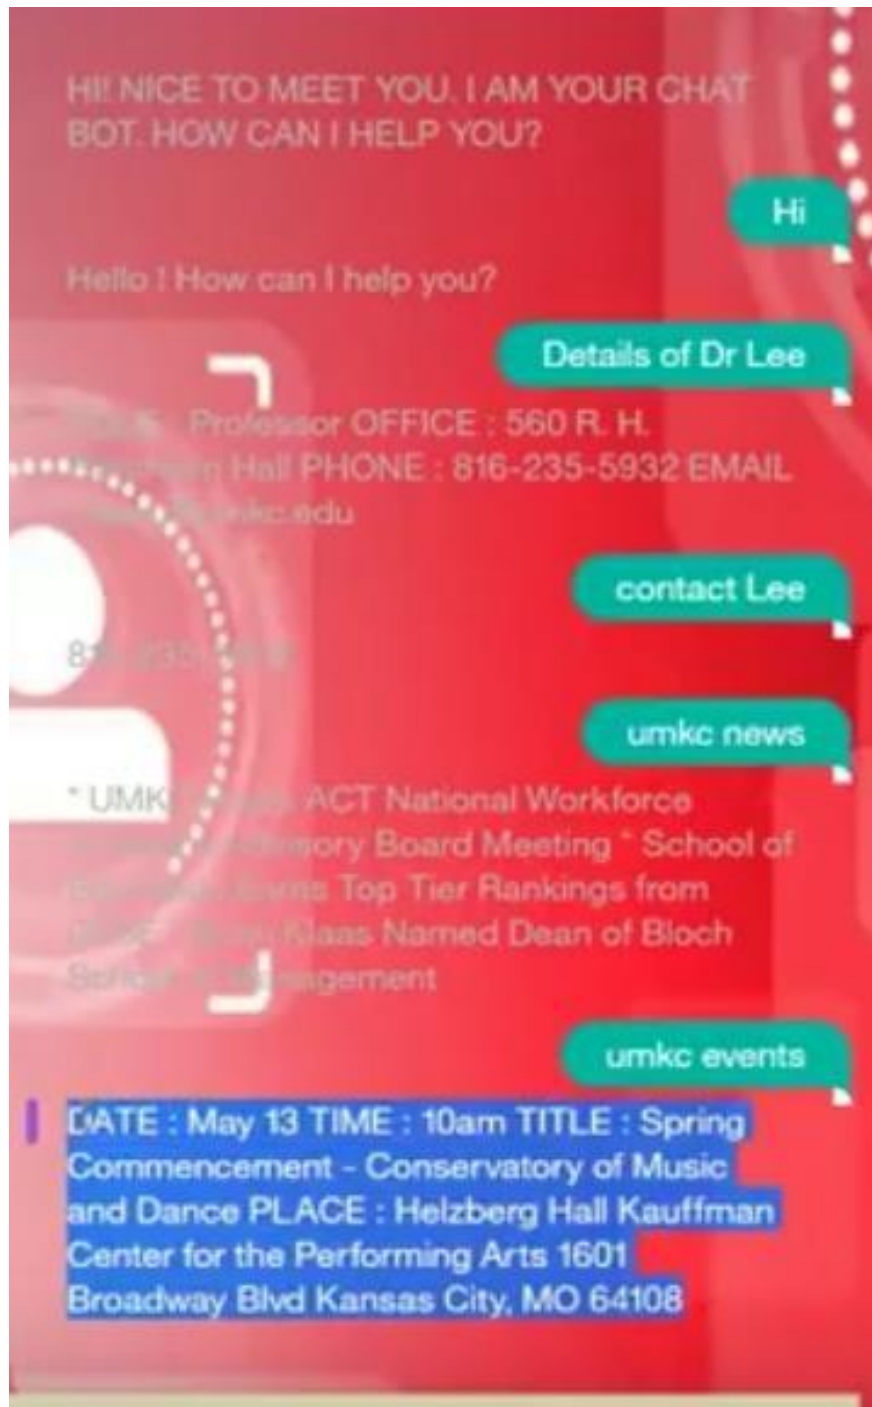 HI! NICE TO MEET YOU. I AM YOUR CHAT
BOT. HOW CAN I HELP YOU?
Hi
Hello ! How can I help you?
Details of Dr Lee
Professor OFFICE : 560 R. H.
Hall PHONE : 816-235-5932 EMAIL
contact Lee
umkc news
* UMKC ACT National Workforce
Board Meeting * School of
Top Tier Rankings from
Klaas Named Dean of Bloch
School of Management
umkc events
DATE : May 13 TIME : 10am TITLE : Spring
Commencement - Conservatory of Music
and Dance PLACE : Helzberg Hall Kauffman
Center for the Performing Arts 1601
Broadway Blvd Kansas City, MO 64108